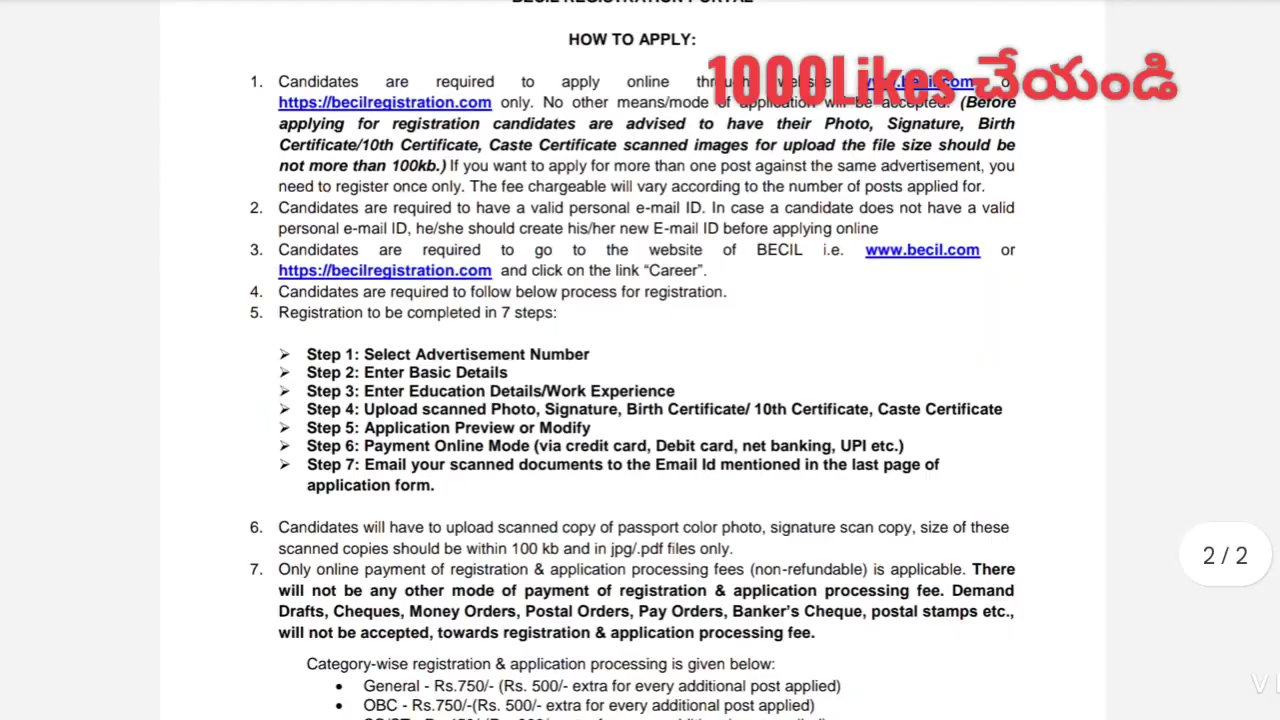 BECIL REGISTRATION PORTAL
HOW TO APPLY:
1000Likes చేయండి
1. Candidates are required to apply online through website www.becil.com
https://becilregistration.com only. No other means/mode of application will be accepted. (Before
applying for registration candidates are advised to have their Photo, Signature, Birth
Certificate/10th Certificate, Caste Certificate scanned images for upload the file size should be
not more than 100kb.) If you want to apply for more than one post against the same advertisement, you
need to register once only. The fee chargeable will vary according to the number of posts applied for.
2. Candidates are required to have a valid personal e-mail ID. In case a candidate does not have a valid
personal e-mail ID, he/she should create his/her new E-mail ID before applying online
3. Candidates are required to go to the website of BECIL i.e. www.becil.com or
https://becilregistration.com and click on the link “Career”.
4. Candidates are required to follow below process for registration.
5. Registration to be completed in 7 steps:
➢ Step 1: Select Advertisement Number
➢ Step 2: Enter Basic Details
➢ Step 3: Enter Education Details/Work Experience
➢ Step 4: Upload scanned Photo, Signature, Birth Certificate/ 10th Certificate, Caste Certificate
➢ Step 5: Application Preview or Modify
➢ Step 6: Payment Online Mode (via credit card, Debit card, net banking, UPI etc.)
➢ Step 7: Email your scanned documents to the Email Id mentioned in the last page of
application form.
6. Candidates will have to upload scanned copy of passport color photo, signature scan copy, size of these
scanned copies should be within 100 kb and in jpg/.pdf files only.
2 / 2
7. Only online payment of registration & application processing fees (non-refundable) is applicable. There
will not be any other mode of payment of registration & application processing fee. Demand
Drafts, Cheques, Money Orders, Postal Orders, Pay Orders, Banker’s Cheque, postal stamps etc.,
will not be accepted, towards registration & application processing fee.
Category-wise registration & application processing is given below:
• General - Rs.750/- (Rs. 500/- extra for every additional post applied)
• OBC - Rs.750/-(Rs. 500/- extra for every additional post applied)